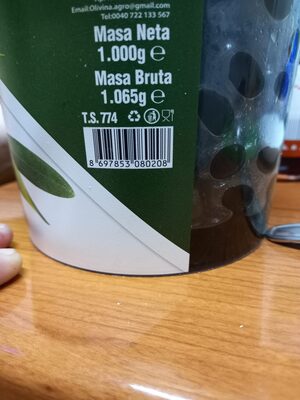 Email:Olivina.agro@gmail.com
Tel:0040 722 133 567
Masa Neta
1.000g e
Masa Bruta
1.065g e
T.S. 774
8 697853 080208